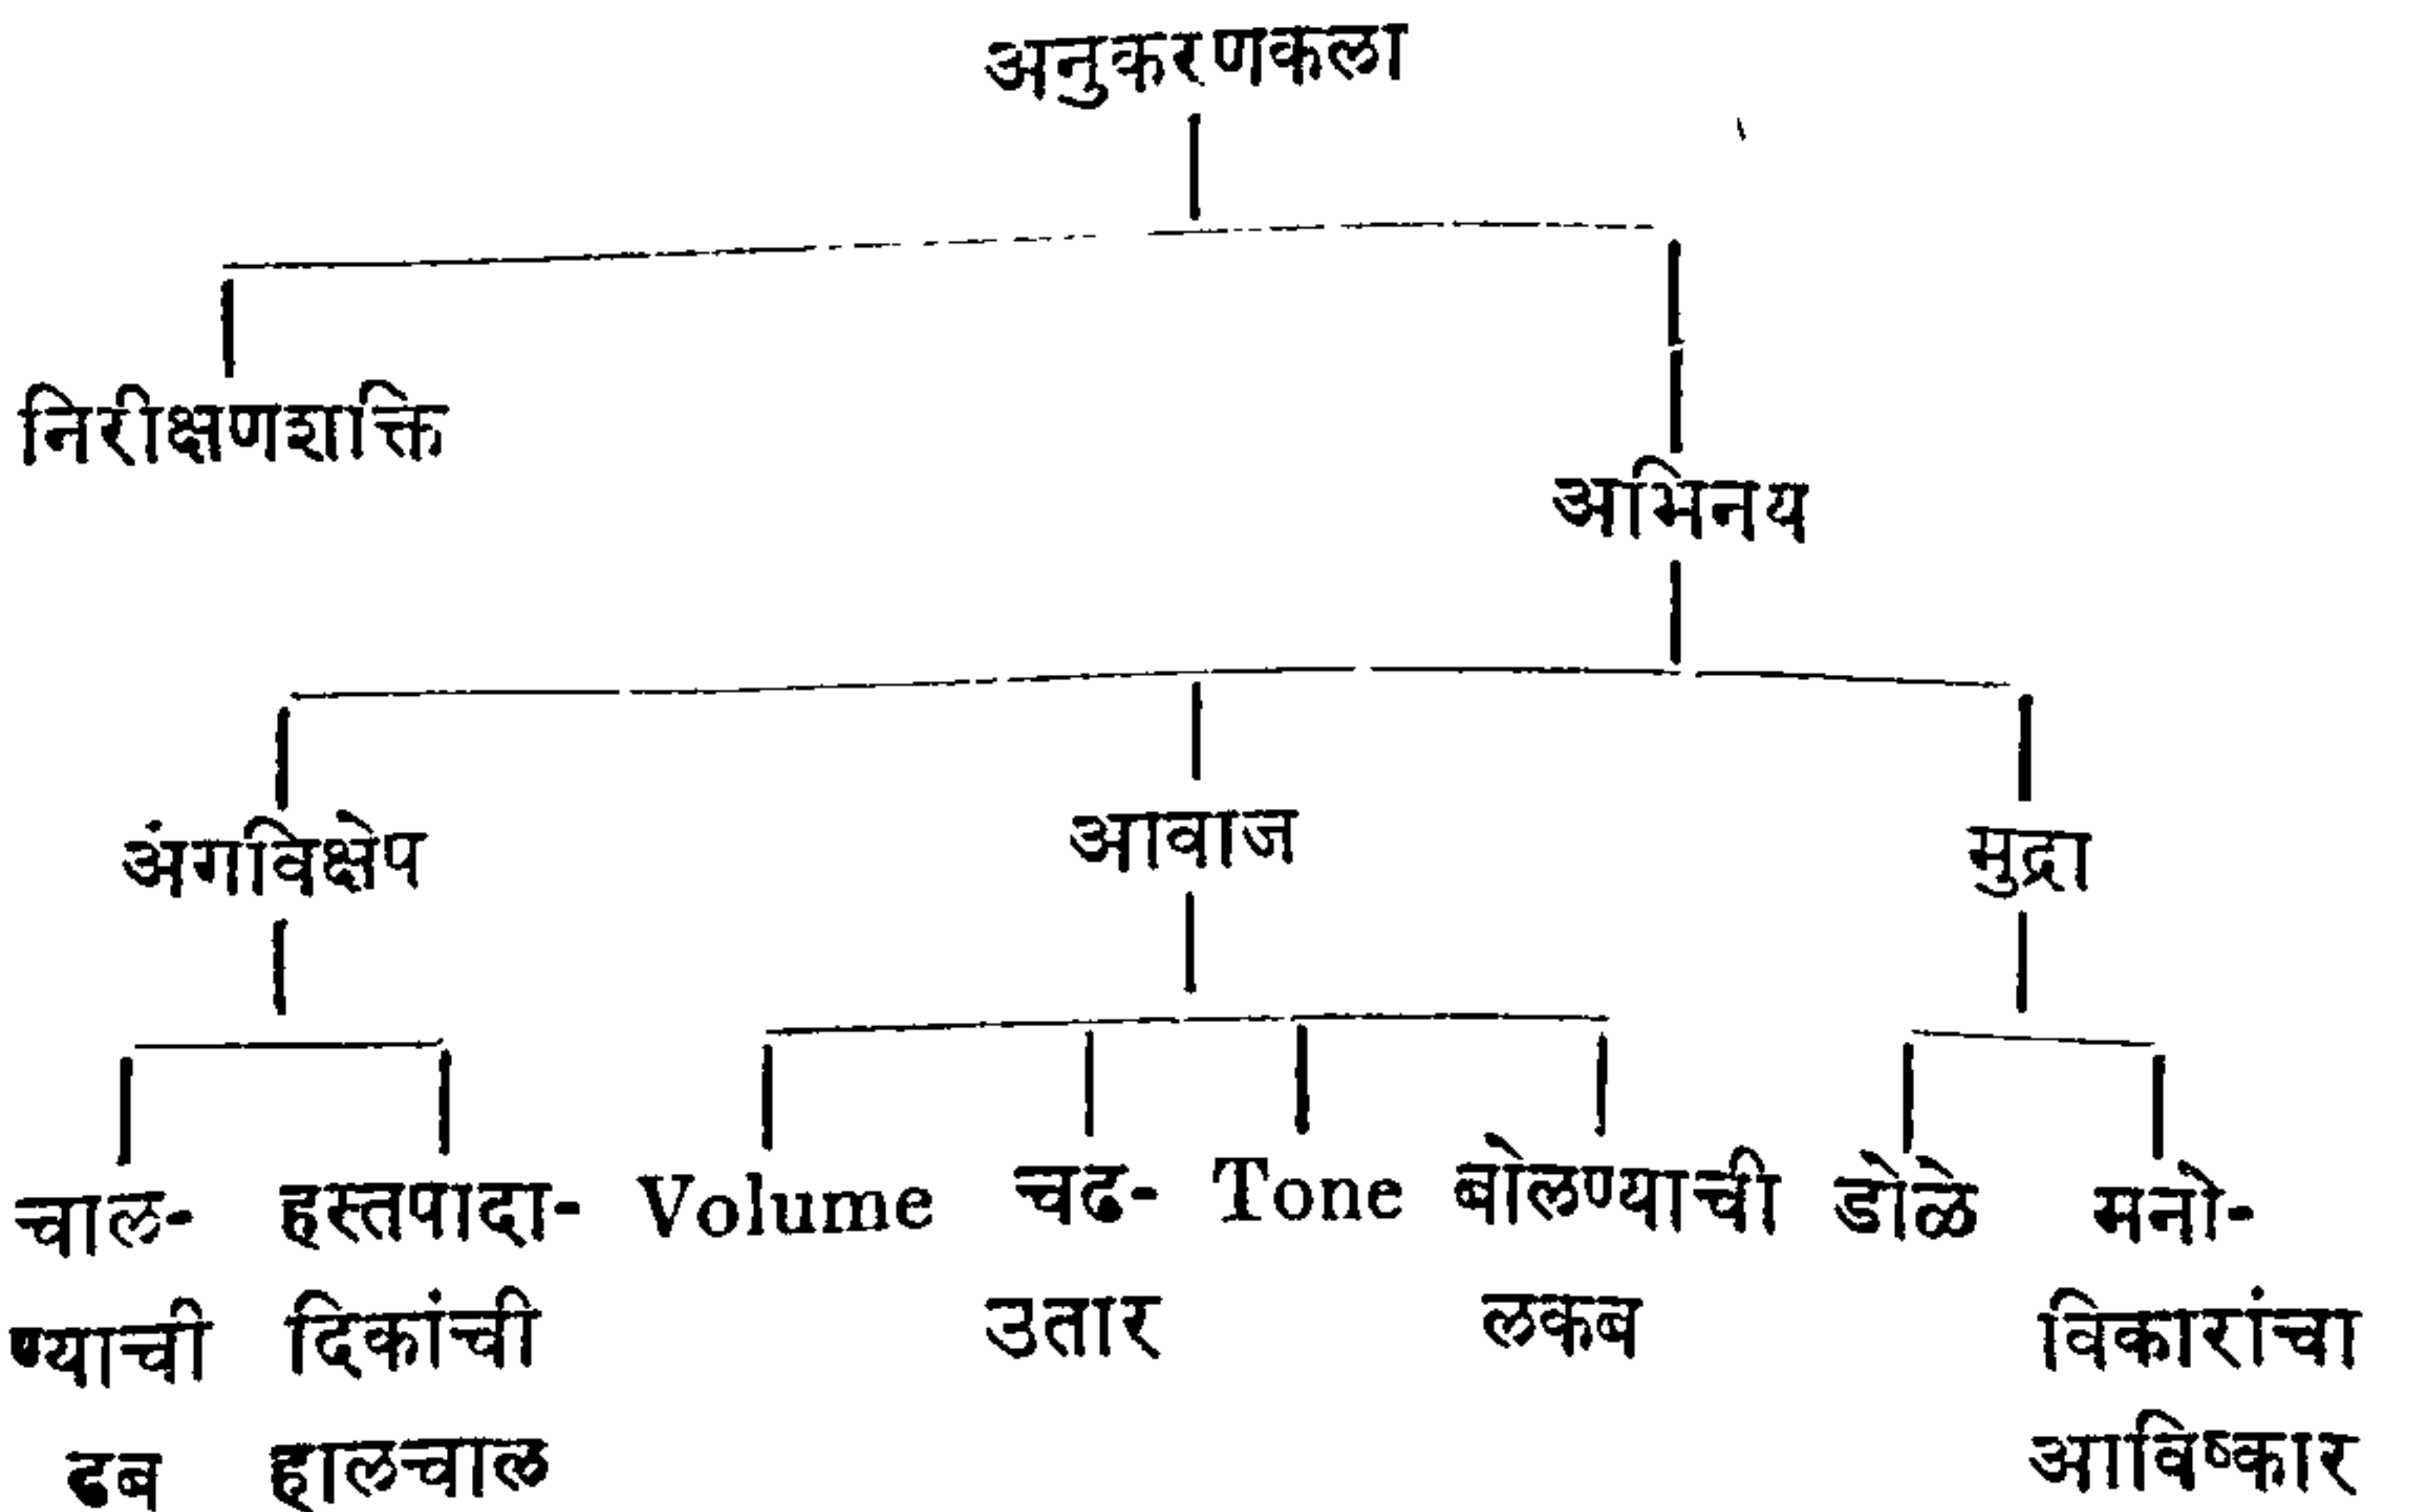 अनुकरणकला
निरीक्षणशक्ति
अभिनय
अंगविक्षेप आवाज मुद्रा
चाल- हस्तपादा- Volume चढ- Tone बोलण्याची डोळे मनो-
ण्याची दिकांची उतार लकब विकारांचा
ढब हालचाल आविष्कार